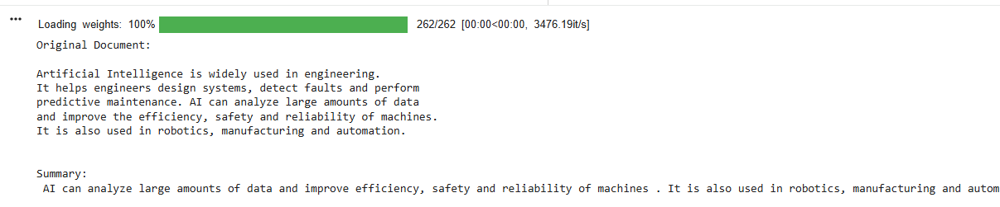 Loading weights: 100% 262/262 [00:00<00:00, 3476.19it/s]
Original Document:
Artificial Intelligence is widely used in engineering.
It helps engineers design systems, detect faults and perform
predictive maintenance. AI can analyze large amounts of data
and improve the efficiency, safety and reliability of machines.
It is also used in robotics, manufacturing and automation.
Summary:
AI can analyze large amounts of data and improve efficiency, safety and reliability of machines . It is also used in robotics, manufacturing and autom